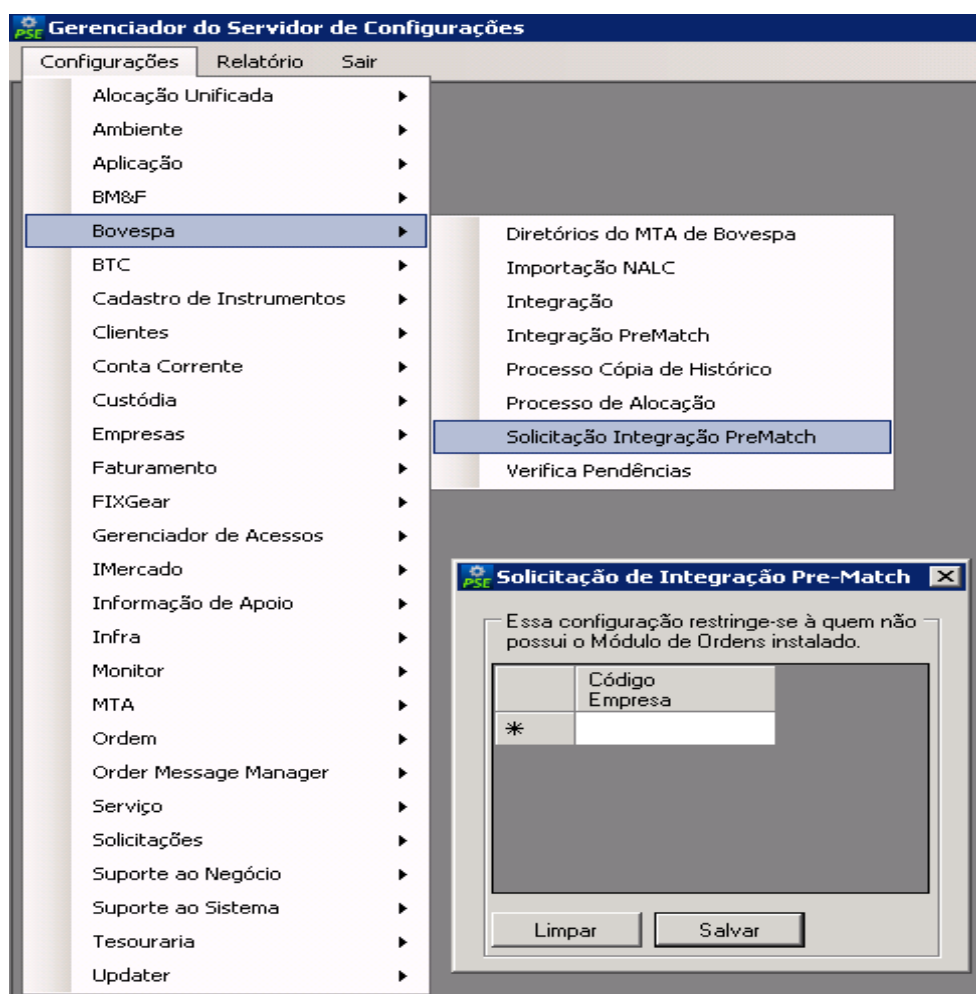 PSE Gerenciador do Servidor de Configurações
Configurações Relatório Sair
Alocação Unificada
Ambiente
Aplicação
BM&F
Bovespa
BTC
Cadastro de Instrumentos
Clientes
Conta Corrente
Custódia
Empresas
Faturamento
FIXGear
Gerenciador de Acessos
IMercado
Informação de Apoio
Infra
Monitor
MTA
Ordem
Order Message Manager
Serviço
Solicitações
Suporte ao Negócio
Suporte ao Sistema
Tesouraria
Updater
Diretórios do MTA de Bovespa
Importação NALC
Integração
Integração PreMatch
Processo Cópia de Histórico
Processo de Alocação
Solicitação Integração PreMatch
Verifica Pendências
PSE Solicitação de Integração Pre-Match
Essa configuração restringe-se à quem não
possui o Módulo de Ordens instalado.
Código
Empresa
Limpar Salvar